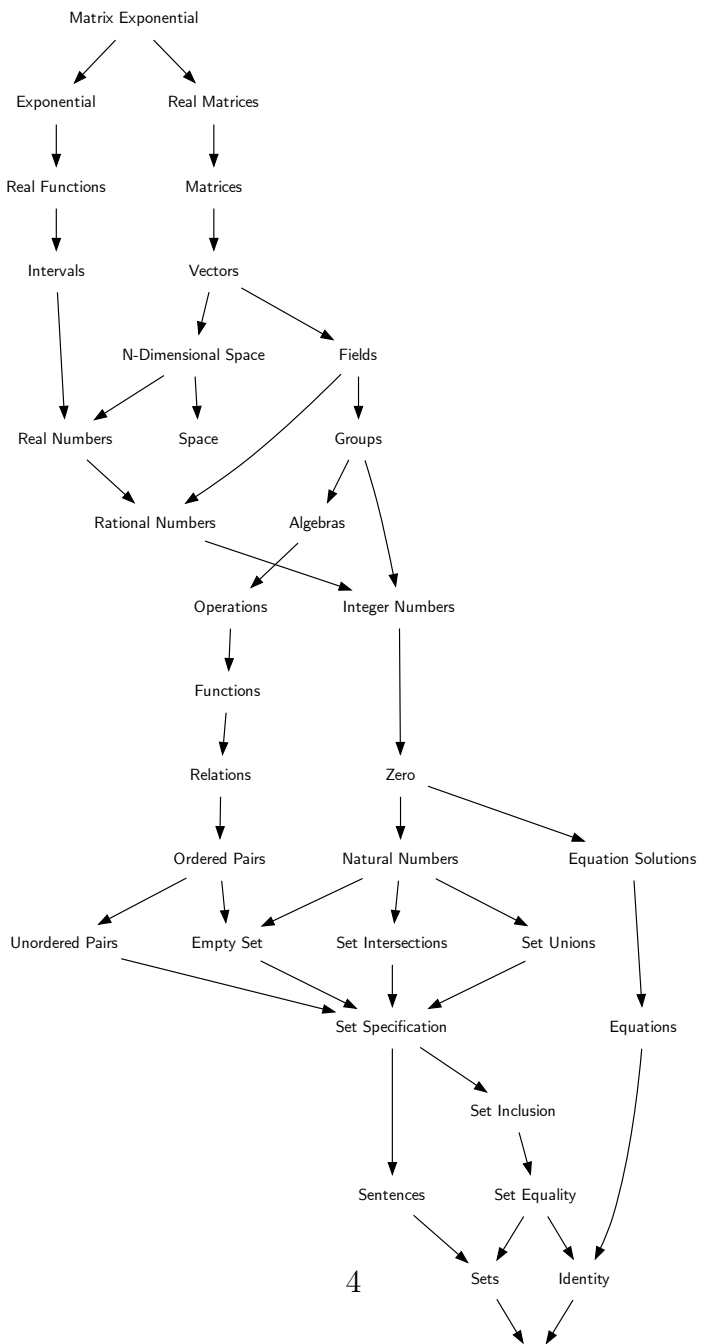 Matrix Exponential
Exponential
Real Matrices
Real Functions
Matrices
Intervals
Vectors
N-Dimensional Space
Fields
Real Numbers
Space
Groups
Rational Numbers
Algebras
Operations
Integer Numbers
Functions
Relations
Zero
Ordered Pairs
Natural Numbers
Equation Solutions
Unordered Pairs
Empty Set
Set Intersections
Set Unions
Set Specification
Equations
Set Inclusion
Sentences
Set Equality
Sets
Identity
4